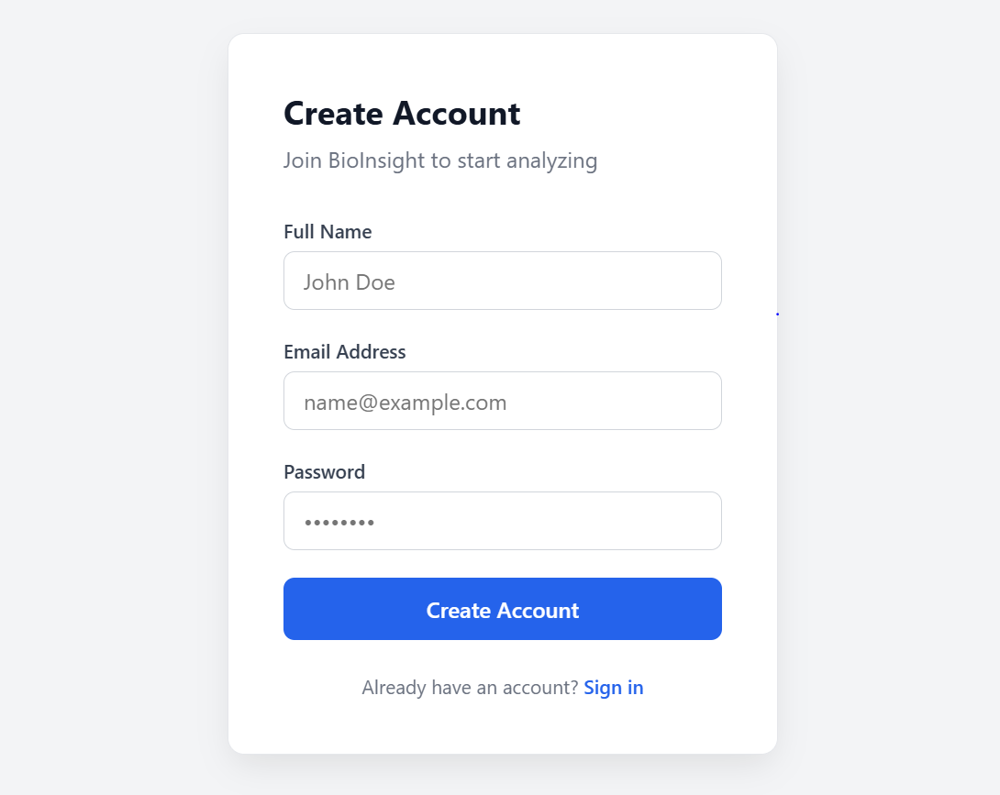 Create Account
Join BioInsight to start analyzing
Full Name
John Doe
Email Address
name@example.com
Password
••••••••
Create Account
Already have an account? Sign in